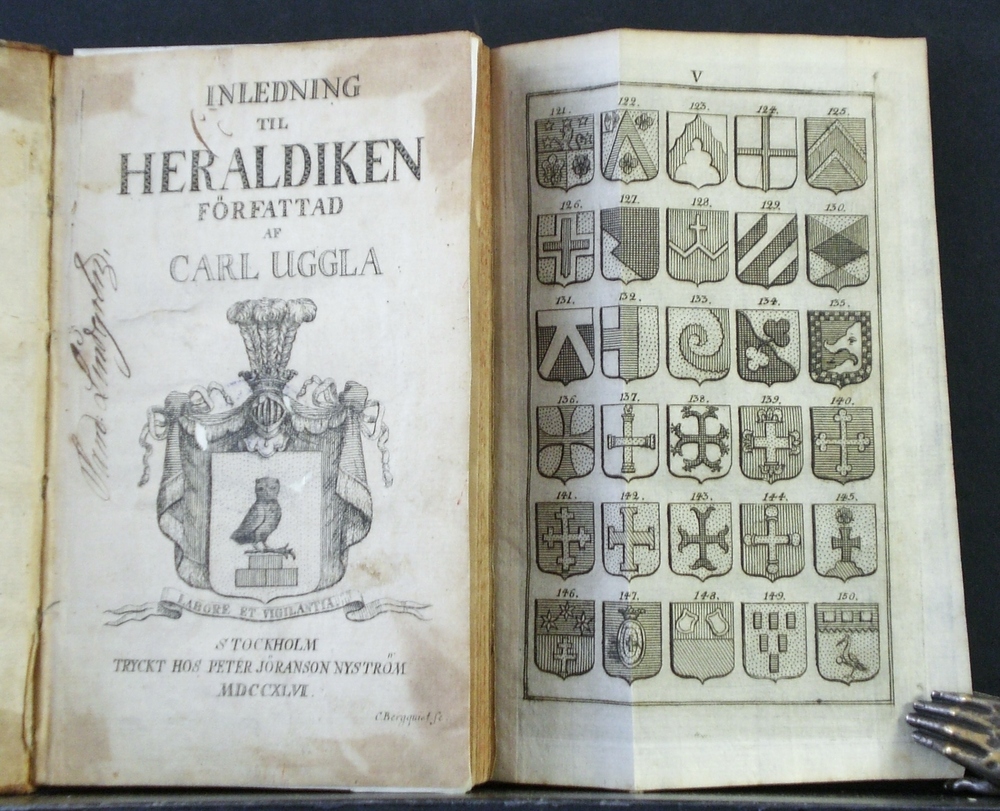 INLEDNING
TIL
HERALDIKEN
FÖRFATTAD
AF
CARL UGGLA
LABORE ET VIGILANTIA.
STOCKHOLM
TRYCKT HOS PETER JÖRANSON NYSTRÖM
MDCCXLVI.
C. Bergquist sc
V
121. 122. 123. 124. 125.
126. 127. 128. 129. 130.
131. 132. 133. 134. 135.
136. 137. 138. 139. 140.
141. 142. 143. 144. 145.
146. 147. 148. 149. 150.